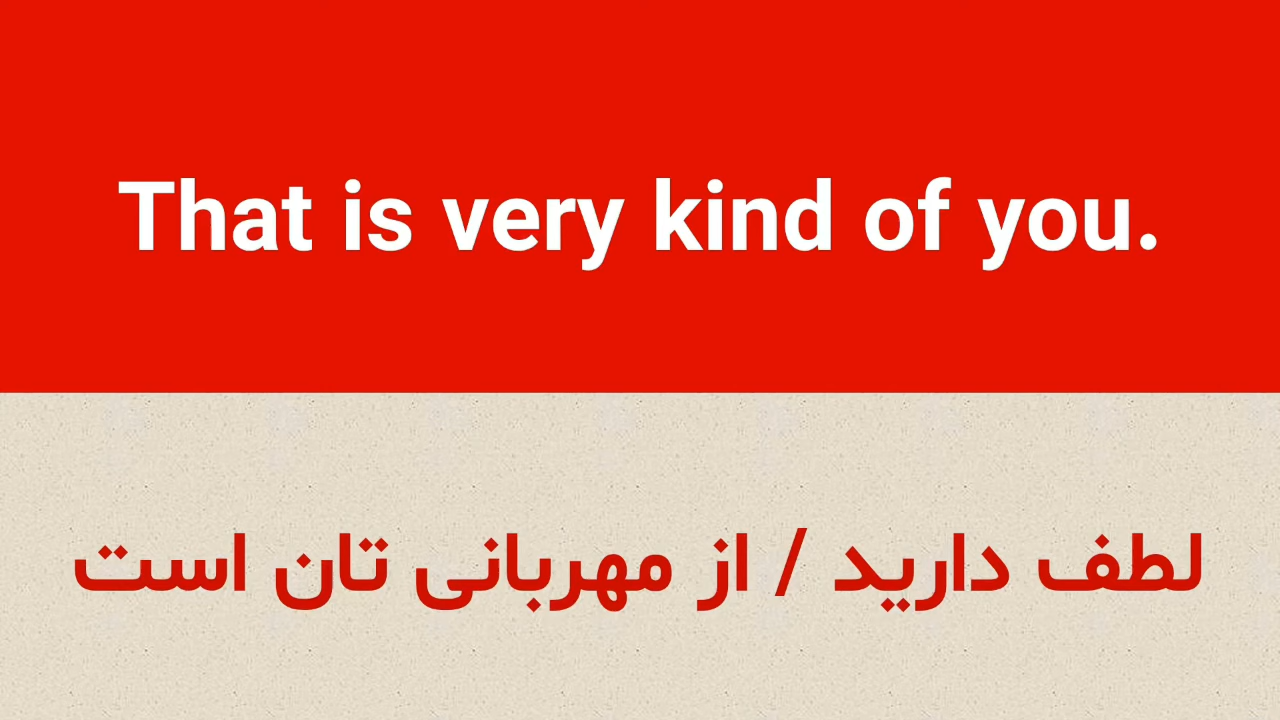 That is very kind of you.
لطف دارید / از مهربانی تان است